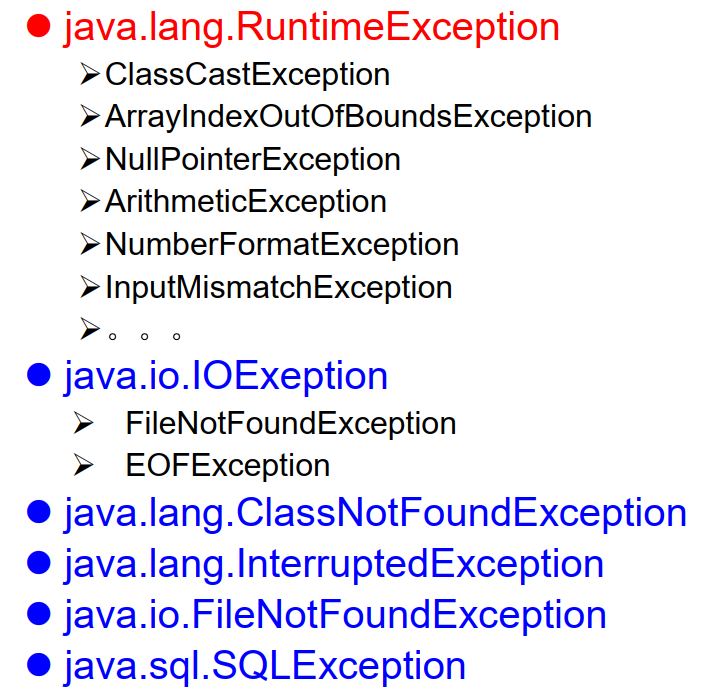 java.lang.RuntimeException
ClassCastException
ArrayIndexOutOfBoundsException
NullPointerException
ArithmeticException
NumberFormatException
InputMismatchException
。。。
java.io.IOExeption
FileNotFoundException
EOFException
java.lang.ClassNotFoundException
java.lang.InterruptedException
java.io.FileNotFoundException
java.sql.SQLException